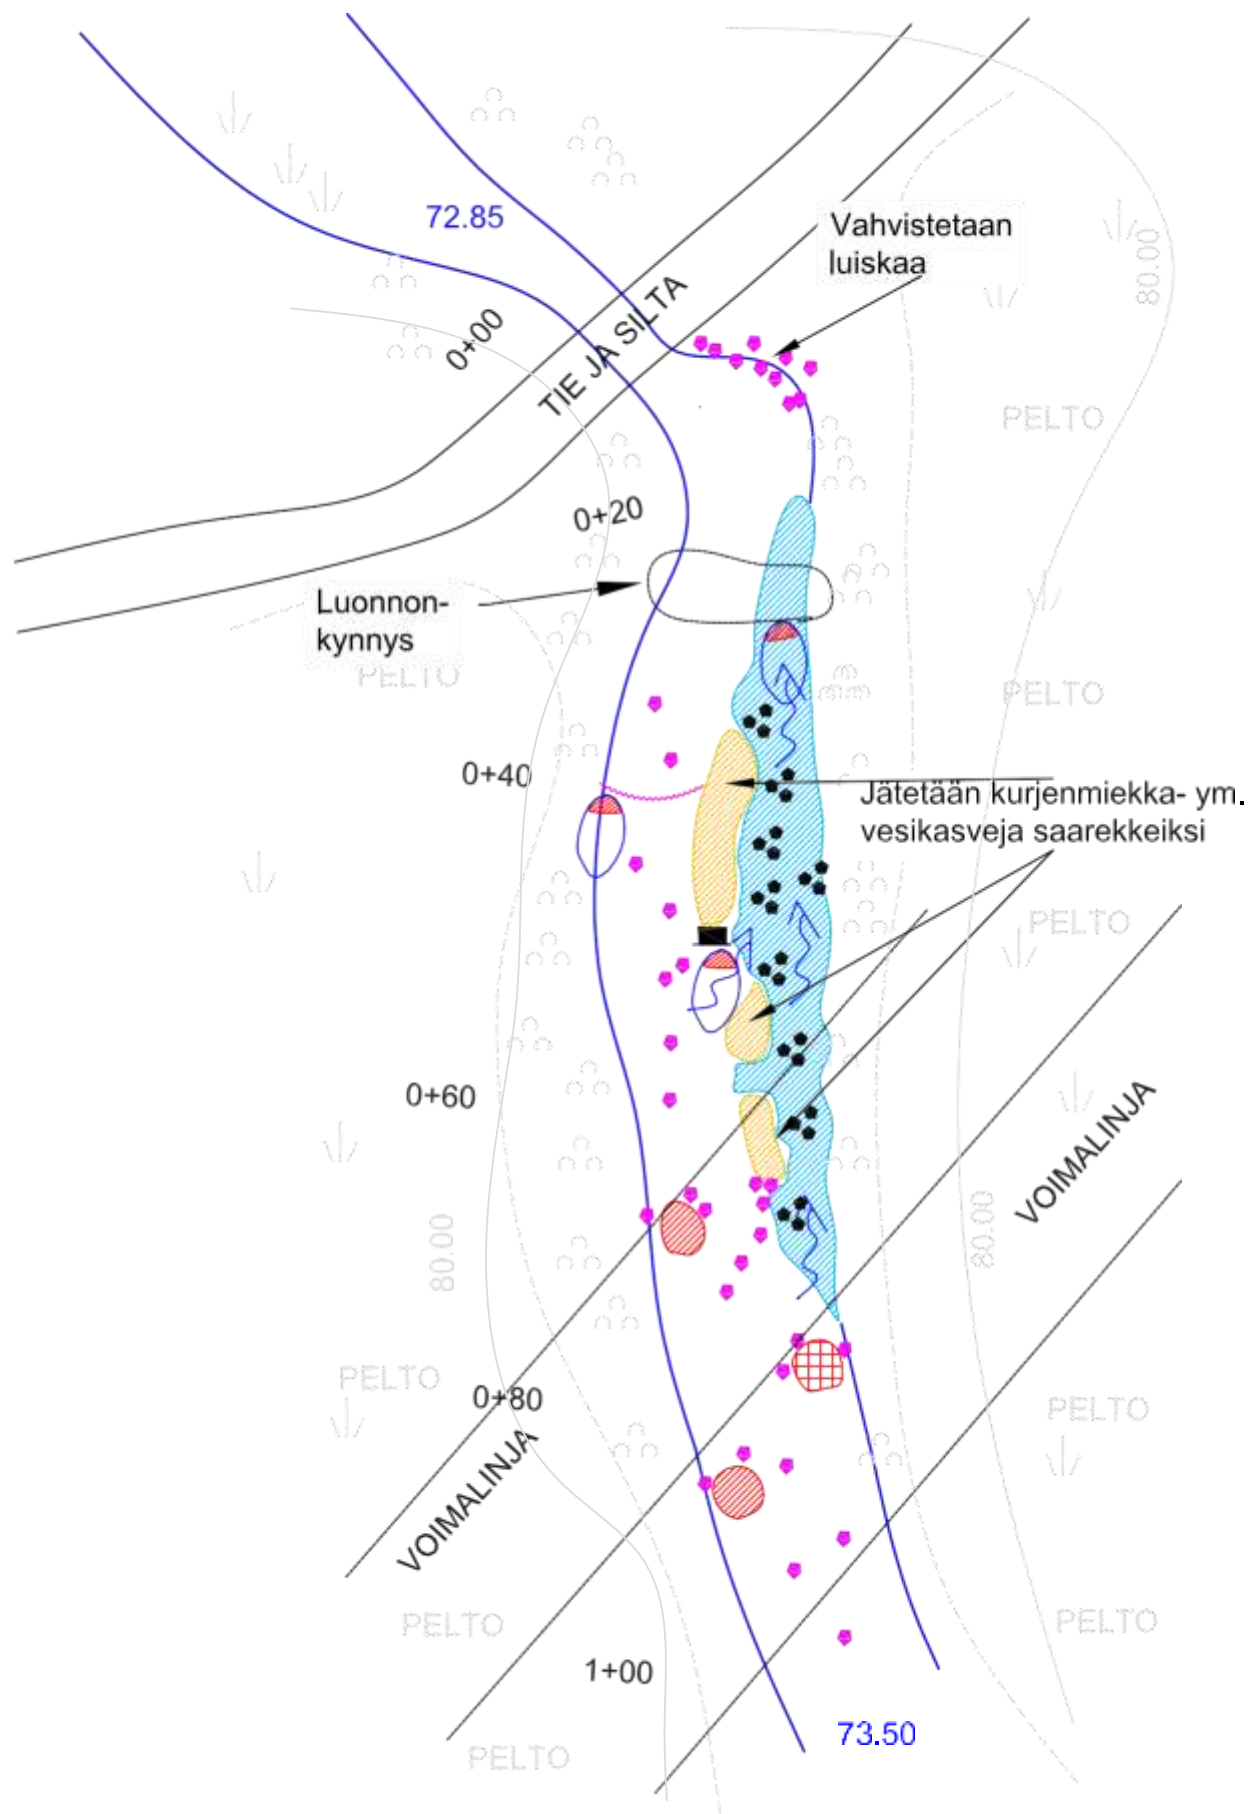 72.85
Vahvistetaan
luiskaa
80.00
0+00
TIE JA SILTA
PELTO
0+20
Luonnon-
kynnys
PELTO
PELTO
0+40
Jätetään kurjenmiekka- ym.
vesikasveja saarekkeiksi
PELTO
0+60
VOIMALINJA
80.00
80.00
PELTO
0+80
PELTO
VOIMALINJA
PELTO
PELTO
1+00
73.50
PELTO